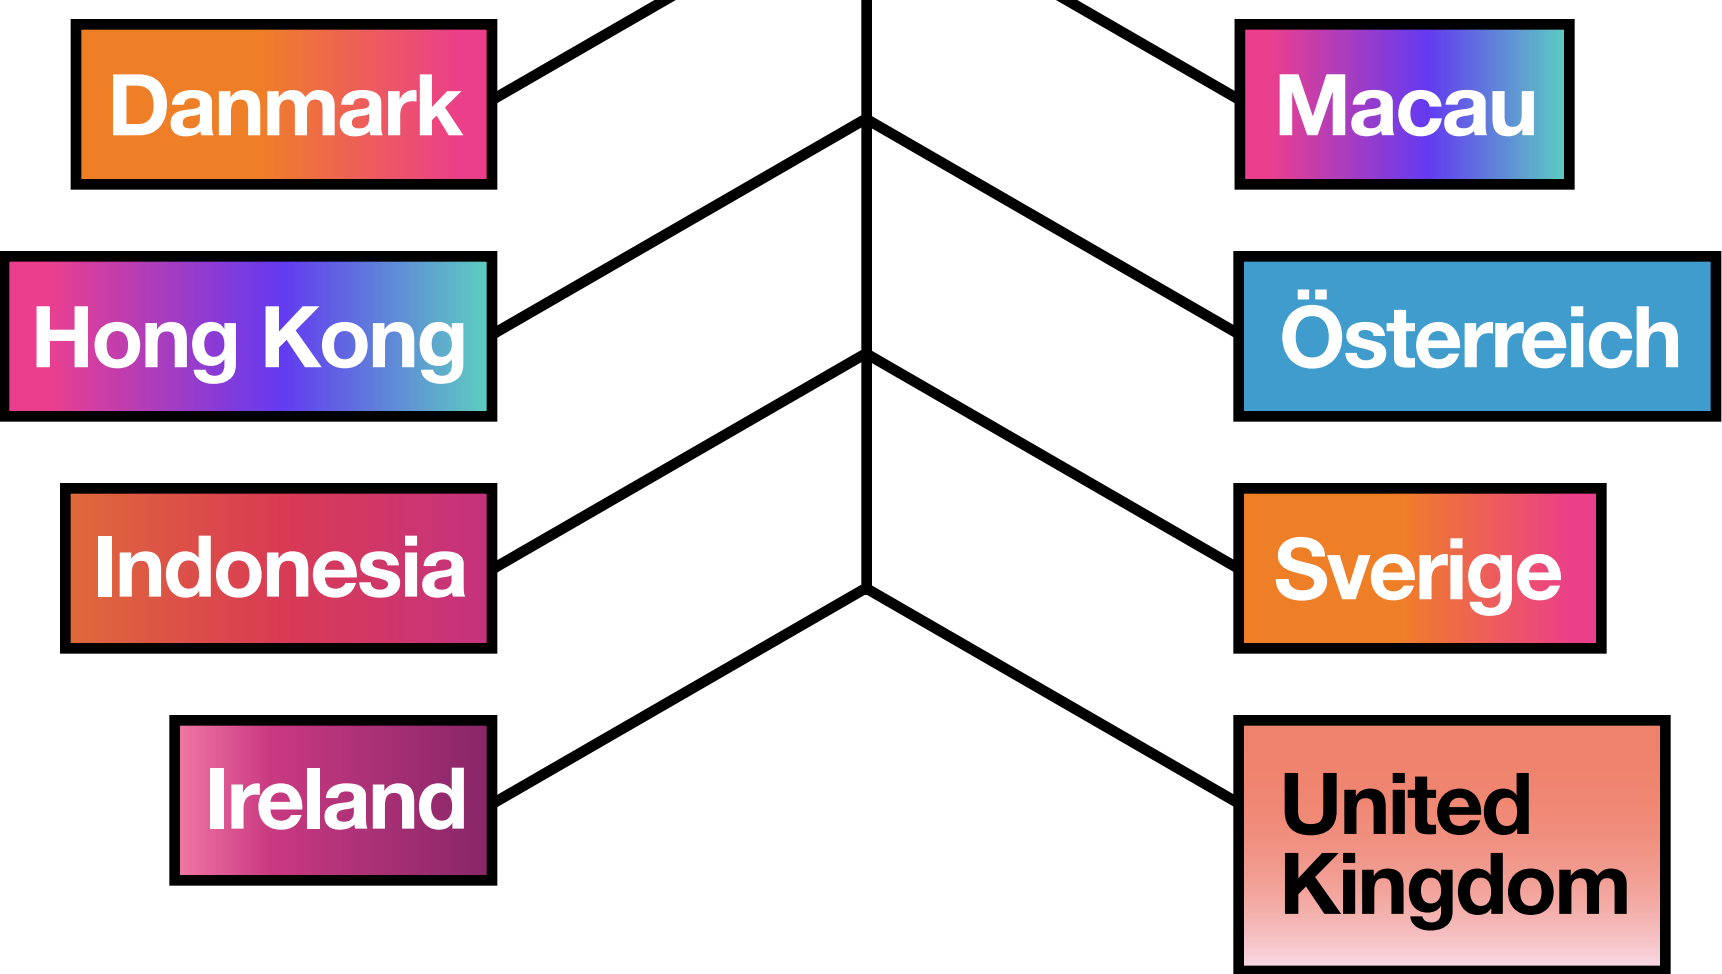 Danmark
Macau
Hong Kong
Österreich
Indonesia
Sverige
Ireland
United
Kingdom